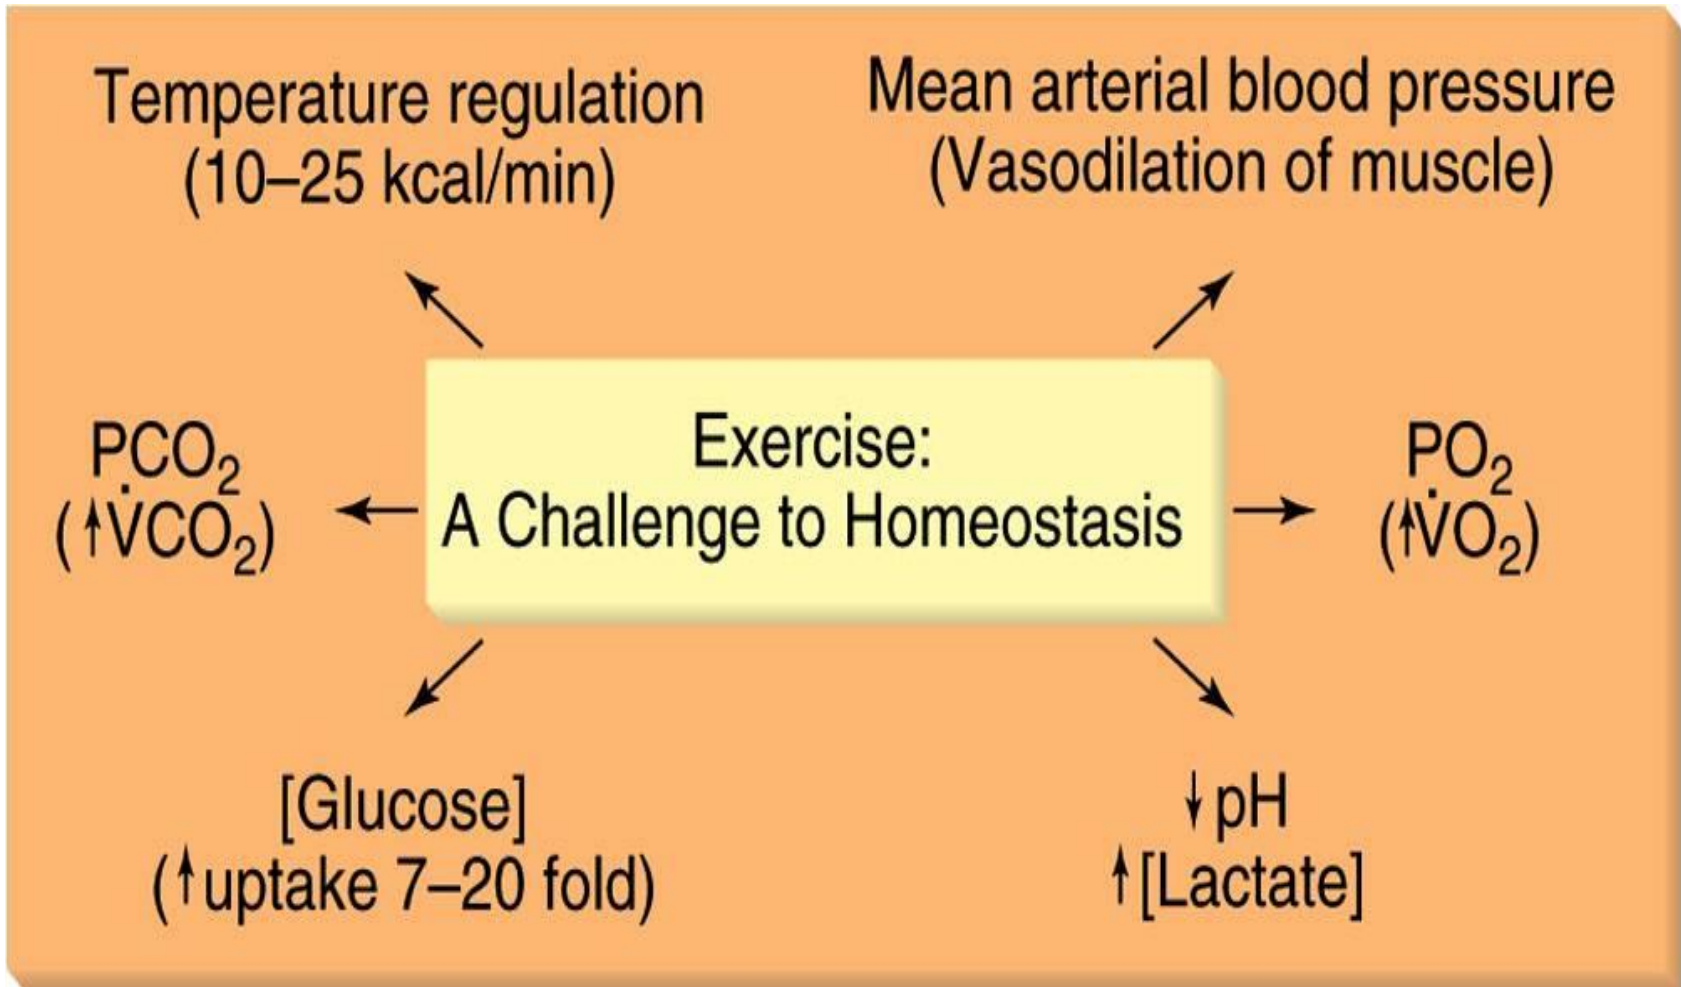 Temperature regulation
(10–25 kcal/min)
Mean arterial blood pressure
(Vasodilation of muscle)
PCO₂
(↑V̇CO₂)
Exercise:
A Challenge to Homeostasis
PO₂
(↑V̇O₂)
[Glucose]
(↑uptake 7–20 fold)
↓pH
↑[Lactate]